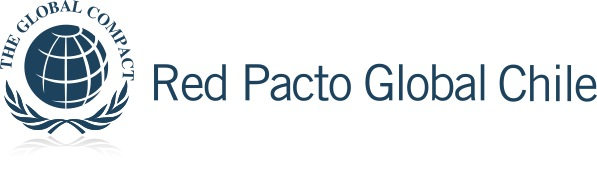 THE GLOBAL COMPACT
Red Pacto Global Chile